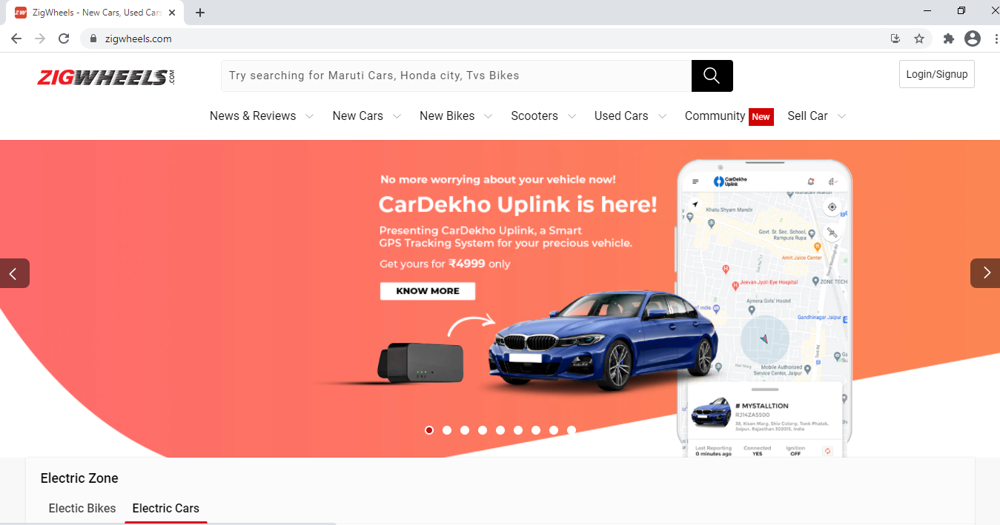 ZigWheels - New Cars, Used Cars
zigwheels.com
ZIGWHEELS.COM
Try searching for Maruti Cars, Honda city, Tvs Bikes
Login/Signup
News & Reviews New Cars New Bikes Scooters Used Cars Community New Sell Car
No more worrying about your vehicle now!
CarDekho Uplink is here!
Presenting CarDekho Uplink, a Smart
GPS Tracking System for your precious vehicle.
Get yours for ₹4999 only
KNOW MORE
CarDekho
Uplink
Khatu Shyam Mandir
Govt. Sr. Sec. School,
Rampura Rupa
Amit Juice Center
Jeevan Jyoti Eye Hospital
ZONE TECH
Ajmera Girls' Hostel
of india
Gandhinagar Jaipur
Hari Marg
Mobile Authorized
Service Center, Jaipur
# MYSTALLTION
RJ14ZA5500
38, Kisan Marg, Shiv Colony, Tonk Phatak,
Jaipur, Rajasthan 302015, India
Last Reporting Connected Ignition
0 minutes ago YES OFF
Electric Zone
Electic Bikes Electric Cars